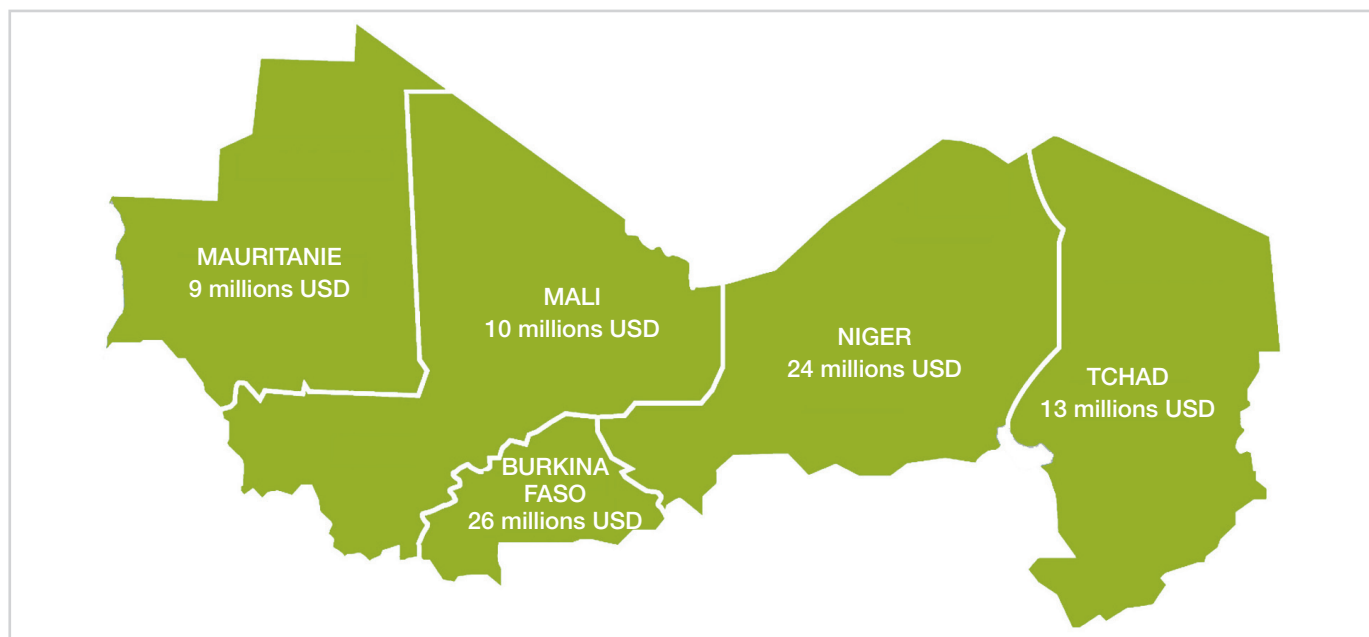 MAURITANIE
9 millions USD
MALI
10 millions USD
NIGER
24 millions USD
TCHAD
13 millions USD
BURKINA
FASO
26 millions USD